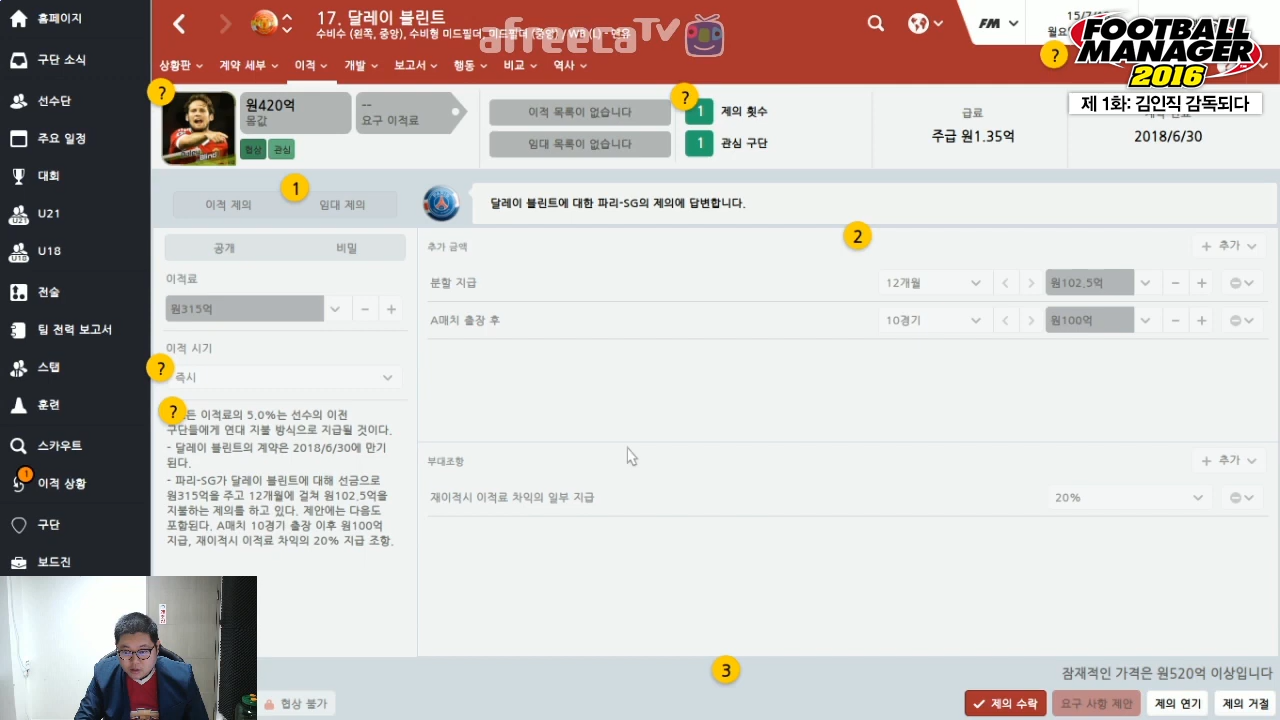 홈페이지
구단 소식
선수단
주요 일정
대회
U21
U18
전술
팀 전력 보고서
스탭
훈련
스카우트
이적 상황
구단
보드진
17. 달레이 블린트
수비수 (왼쪽, 중앙), 수비형 미드필더, 미드필더 (중앙) / WB (L) - 맨유
afreecaTV
FM
15/7/
월요
FOOTBALL
MANAGER
2016
제 1화: 김인직 감독되다
상황판
계약 세부
이적
개발
보고서
행동
비교
역사
원420억
몸값
--
요구 이적료
협상
관심
이적 목록이 없습니다
임대 목록이 없습니다
1 제의 횟수
1 관심 구단
급료
주급 원1.35억
2018/6/30
이적 제의
임대 제의
달레이 블린트에 대한 파리-SG의 제의에 답변합니다.
공개
비밀
이적료
원315억
이적 시기
즉시
든 이적료의 5.0%는 선수의 이전
구단들에게 연대 지불 방식으로 지급될 것이다.
- 달레이 블린트의 계약은 2018/6/30에 만기
된다.
- 파리-SG가 달레이 블린트에 대해 선금으로
원315억을 주고 12개월에 걸쳐 원102.5억을
지불하는 제의를 하고 있다. 제안에는 다음도
포함된다. A매치 10경기 출장 이후 원100억
지급, 재이적시 이적료 차익의 20% 지급 조항.
추가 금액
+ 추가
분할 지급
12개월
원102.5억
A매치 출장 후
10경기
원100억
부대조항
+ 추가
재이적시 이적료 차익의 일부 지급
20%
1
2
3
잠재적인 가격은 원520억 이상입니다
협상 불가
제의 수락
요구 사항 제안
제의 연기
제의 거절